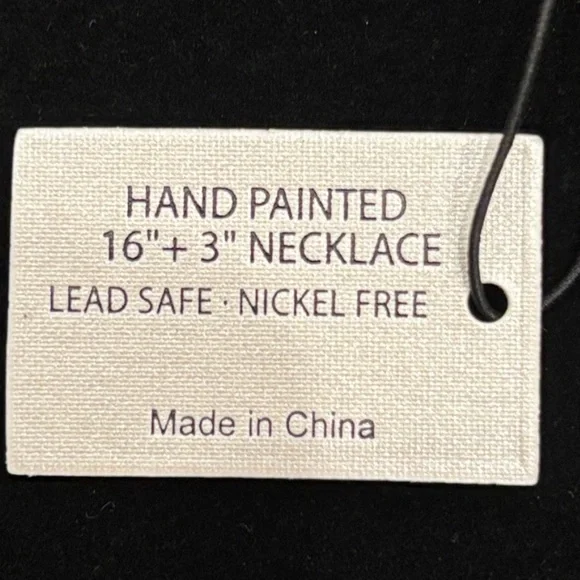 HAND PAINTED
16"+ 3" NECKLACE
LEAD SAFE · NICKEL FREE
Made in China